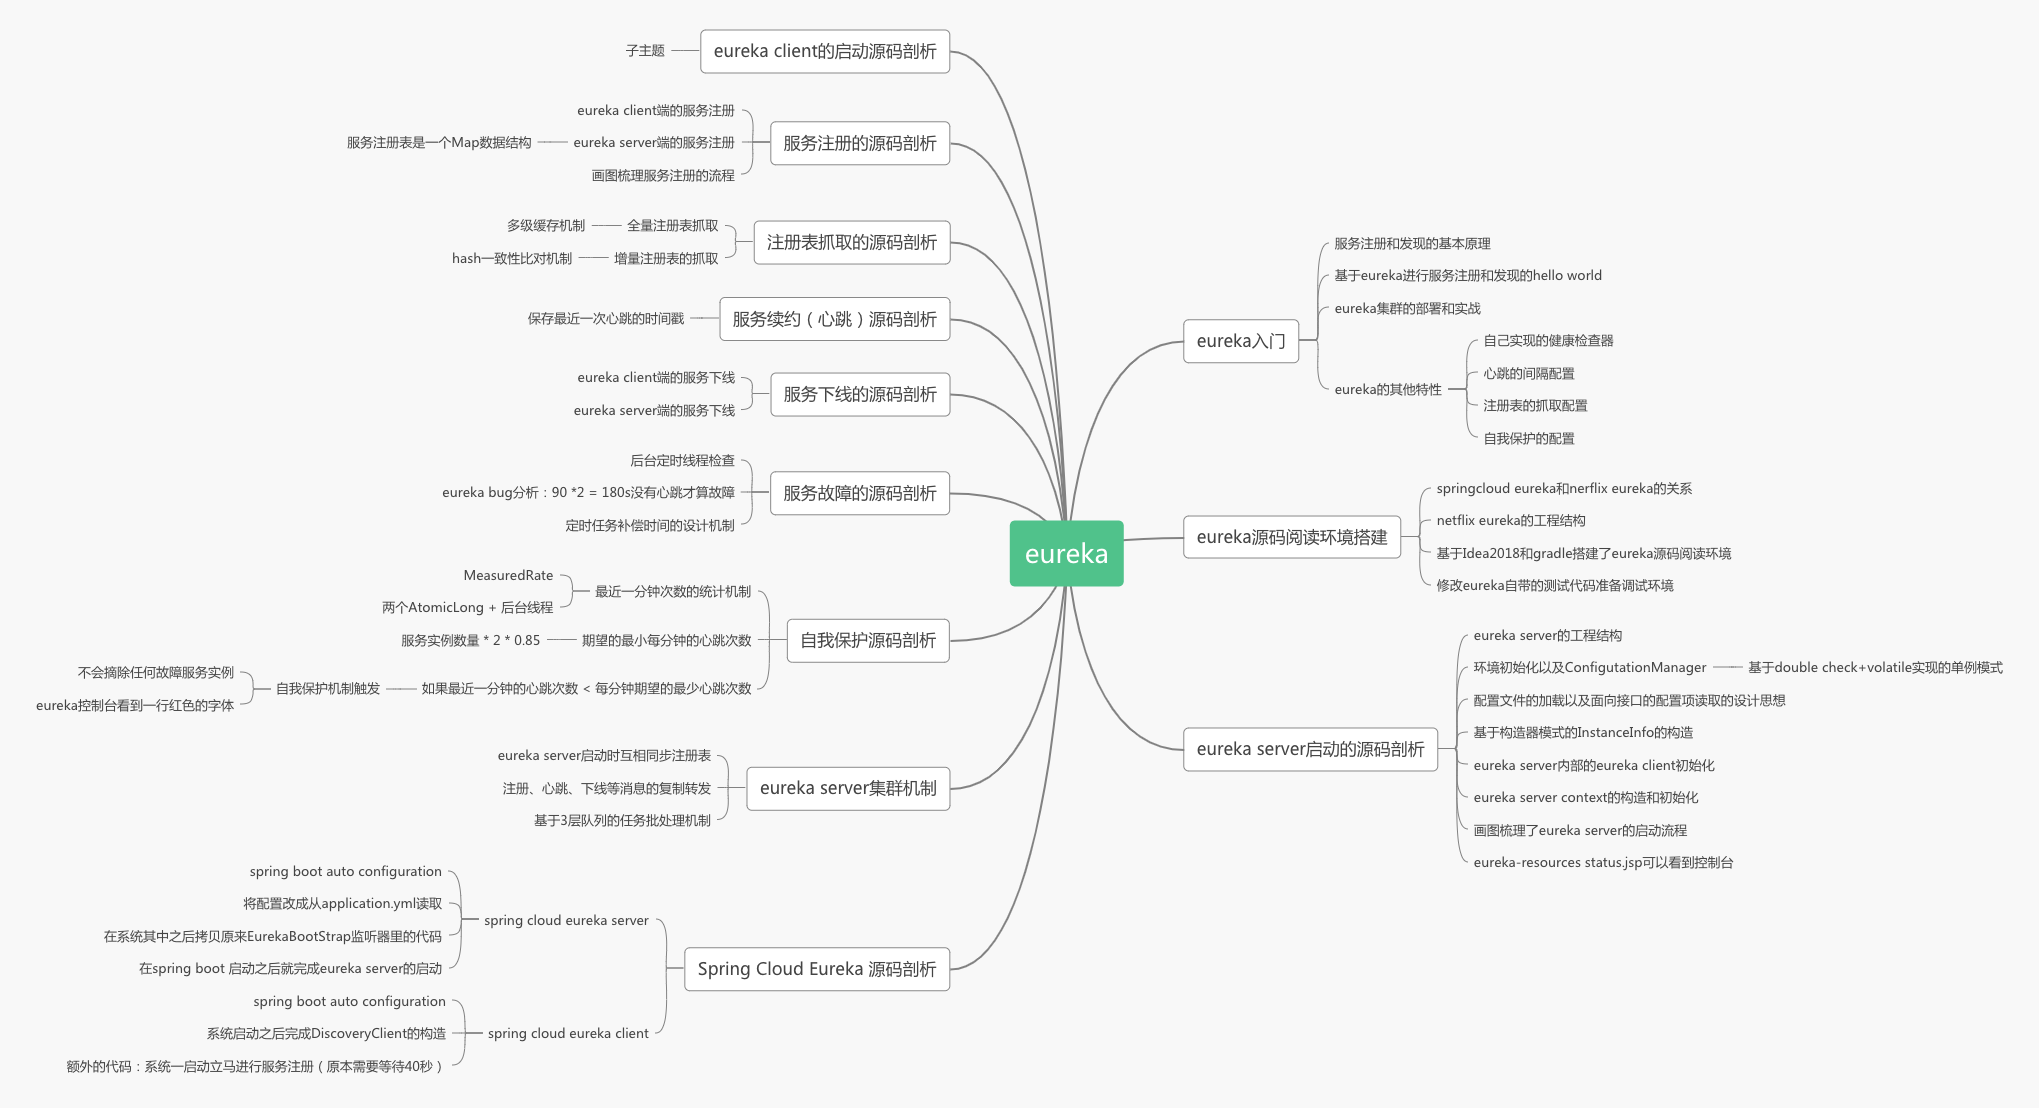 eureka
eureka入门
服务注册和发现的基本原理
基于eureka进行服务注册和发现的hello world
eureka集群的部署和实战
eureka的其他特性
自己实现的健康检查器
心跳的间隔配置
注册表的抓取配置
自我保护的配置
eureka源码阅读环境搭建
springcloud eureka和nerflix eureka的关系
netflix eureka的工程结构
基于Idea2018和gradle搭建了eureka源码阅读环境
修改eureka自带的测试代码准备调试环境
eureka server启动的源码剖析
eureka server的工程结构
环境初始化以及ConfigutationManager
基于double check+volatile实现的单例模式
配置文件的加载以及面向接口的配置项读取的设计思想
基于构造器模式的InstanceInfo的构造
eureka server内部的eureka client初始化
eureka server context的构造和初始化
画图梳理了eureka server的启动流程
eureka-resources status.jsp可以看到控制台
eureka client的启动源码剖析
子主题
服务注册的源码剖析
eureka client端的服务注册
eureka server端的服务注册
服务注册表是一个Map数据结构
画图梳理服务注册的流程
注册表抓取的源码剖析
全量注册表抓取
多级缓存机制
增量注册表的抓取
hash一致性比对机制
服务续约（心跳）源码剖析
保存最近一次心跳的时间戳
服务下线的源码剖析
eureka client端的服务下线
eureka server端的服务下线
服务故障的源码剖析
后台定时线程检查
eureka bug分析：90 *2 = 180s没有心跳才算故障
定时任务补偿时间的设计机制
自我保护源码剖析
最近一分钟次数的统计机制
MeasuredRate
两个AtomicLong + 后台线程
期望的最小每分钟的心跳次数
服务实例数量 * 2 * 0.85
如果最近一分钟的心跳次数 < 每分钟期望的最少心跳次数
自我保护机制触发
不会摘除任何故障服务实例
eureka控制台看到一行红色的字体
eureka server集群机制
eureka server启动时互相同步注册表
注册、心跳、下线等消息的复制转发
基于3层队列的任务批处理机制
Spring Cloud Eureka 源码剖析
spring cloud eureka server
spring boot auto configuration
将配置改成从application.yml读取
在系统其中之后拷贝原来EurekaBootStrap监听器里的代码
在spring boot 启动之后就完成eureka server的启动
spring cloud eureka client
spring boot auto configuration
系统启动之后完成DiscoveryClient的构造
额外的代码：系统一启动立马进行服务注册（原本需要等待40秒）